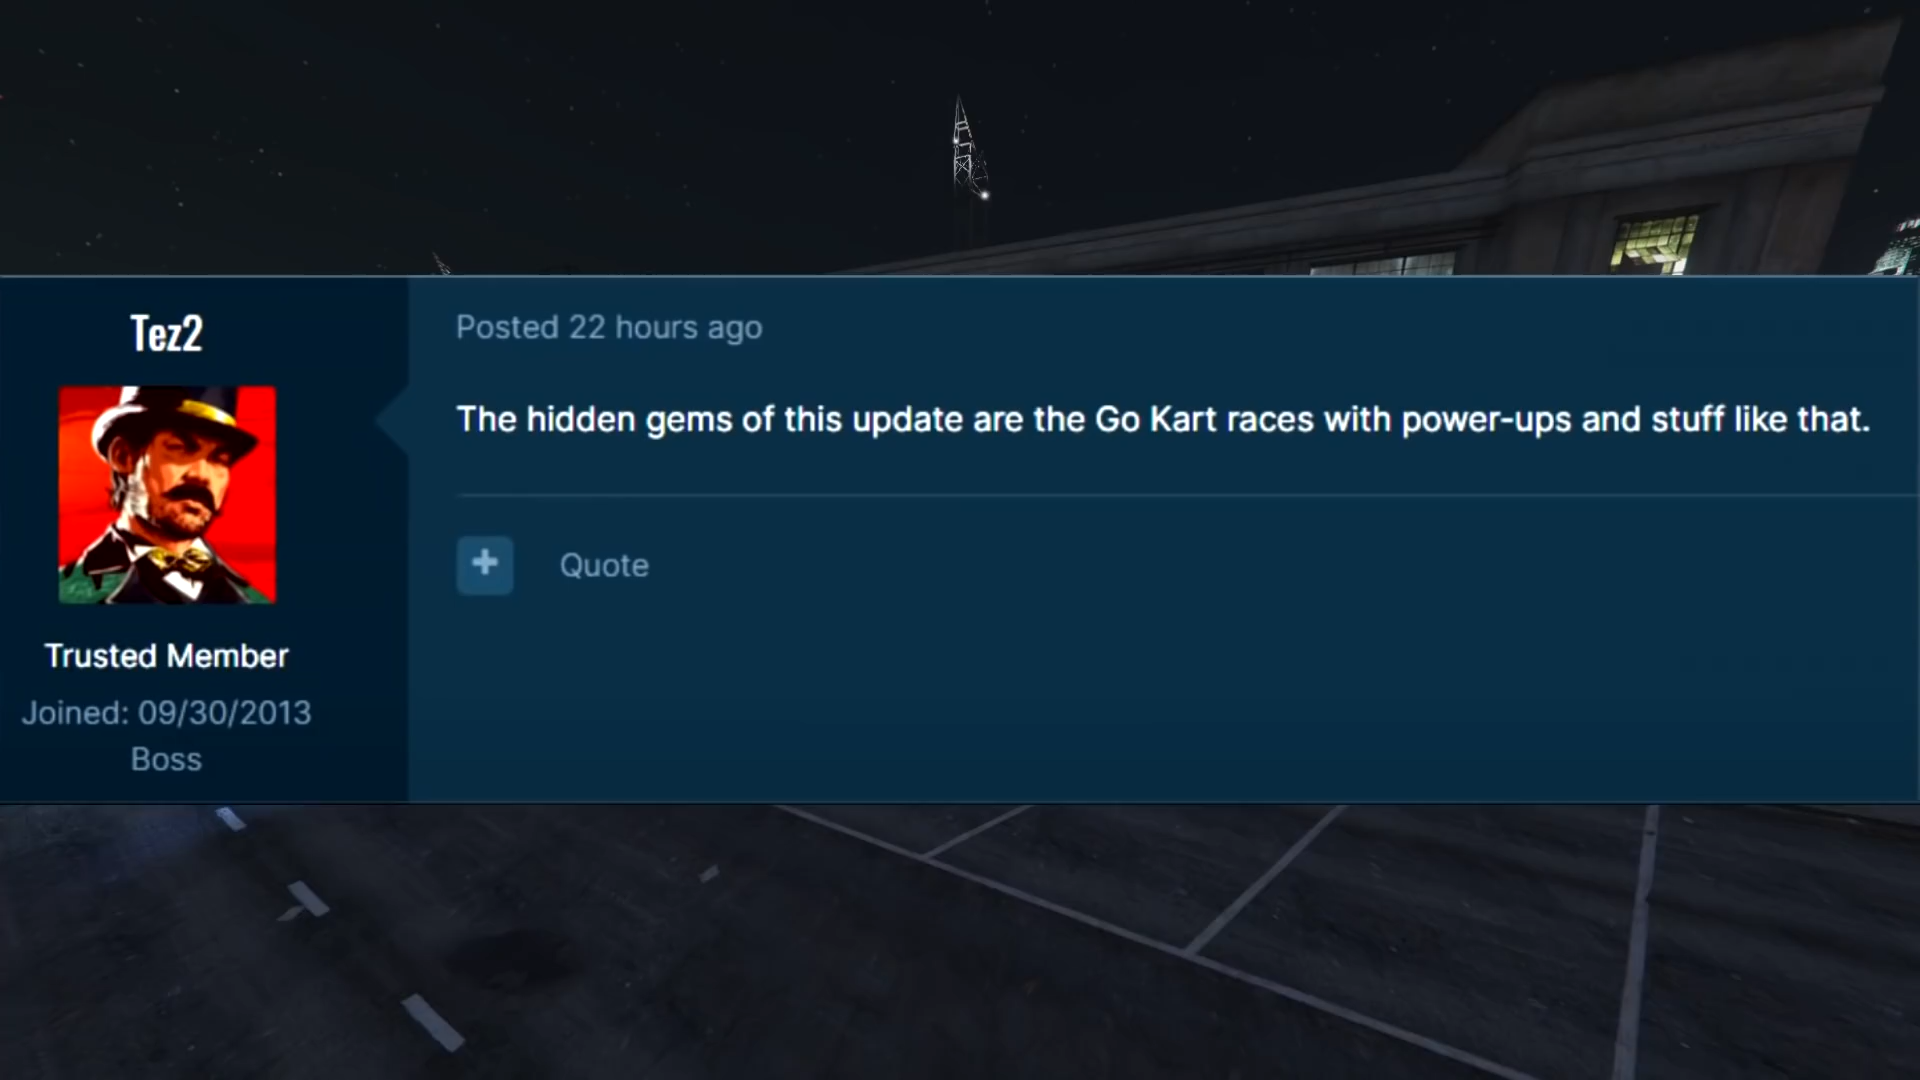 Tez2
Trusted Member
Joined: 09/30/2013
Boss
Posted 22 hours ago
The hidden gems of this update are the Go Kart races with power-ups and stuff like that.
+ Quote